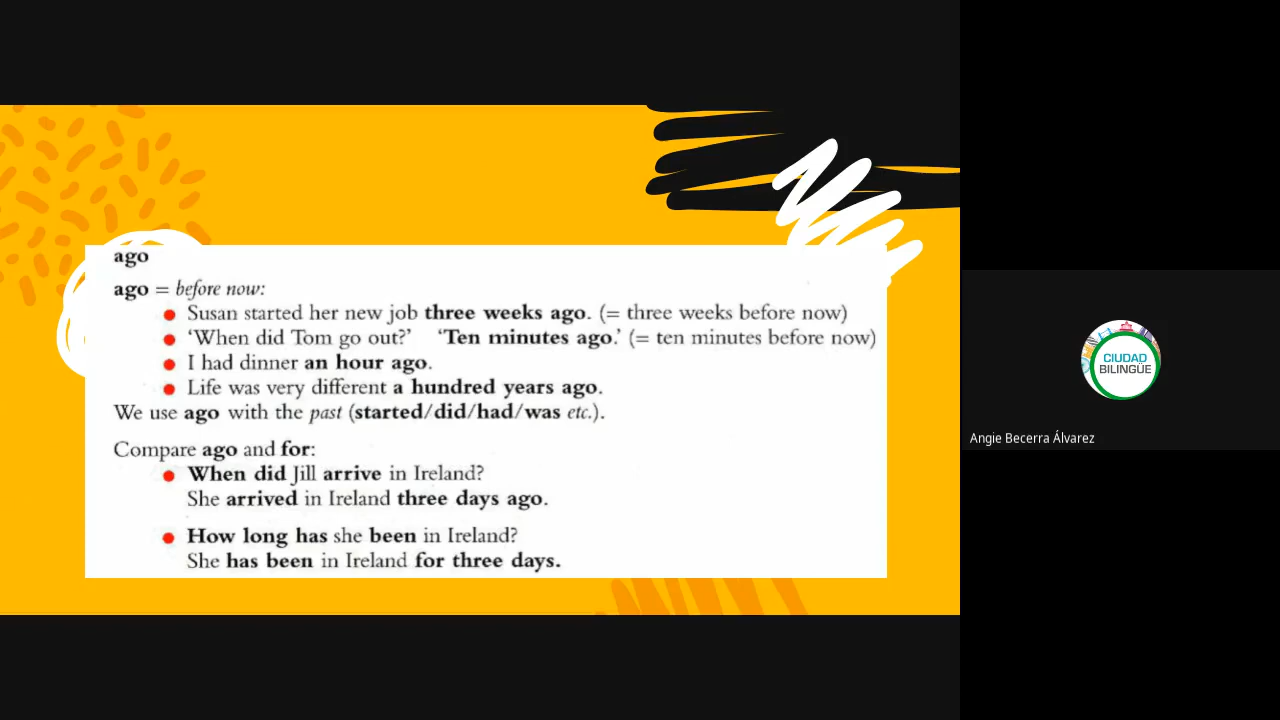 ago
ago = before now:
Susan started her new job three weeks ago. (= three weeks before now)
‘When did Tom go out?’ ‘Ten minutes ago.’ (= ten minutes before now)
I had dinner an hour ago.
Life was very different a hundred years ago.
We use ago with the past (started/did/had/was etc.).
Compare ago and for:
When did Jill arrive in Ireland?
She arrived in Ireland three days ago.
How long has she been in Ireland?
She has been in Ireland for three days.
CIUDAD
BILINGÜE
Angie Becerra Álvarez